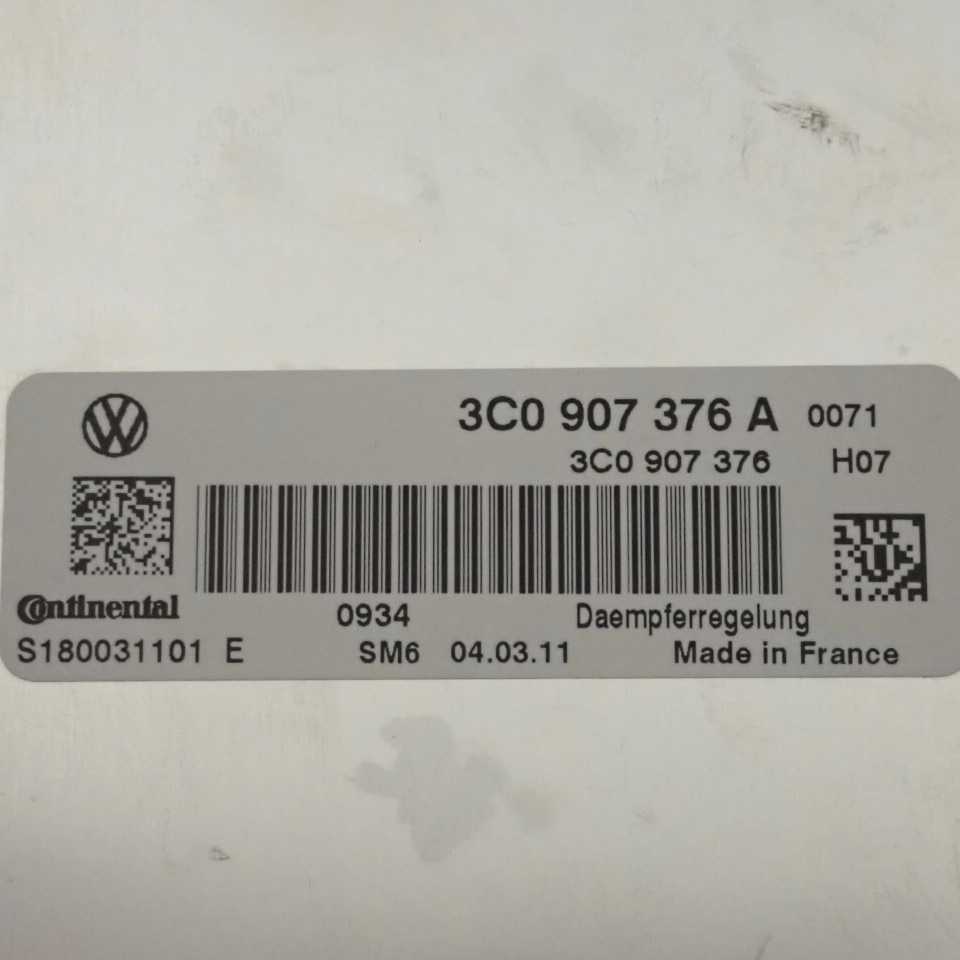 3C0 907 376 A 0071
3C0 907 376 H07
Continental 0934 Daempferregelung
S180031101 E SM6 04.03.11 Made in France